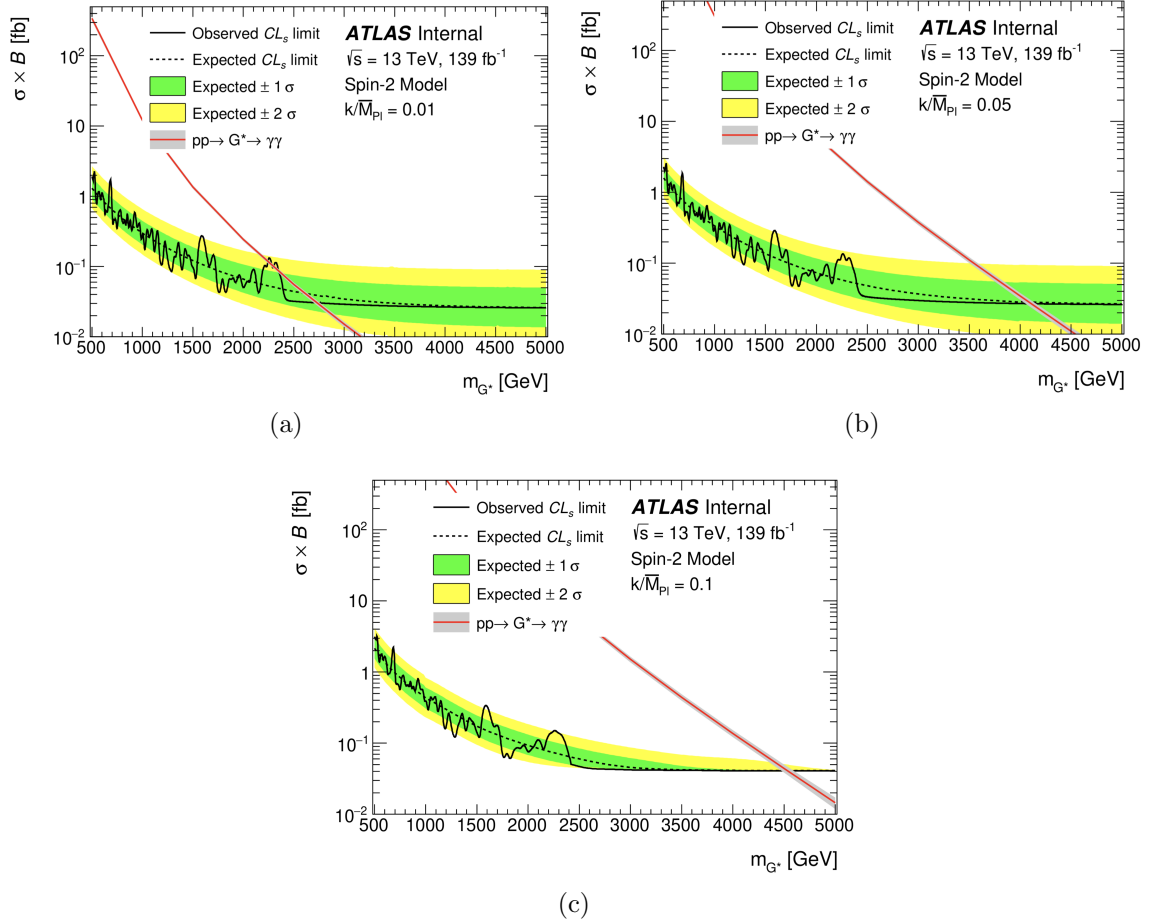 σ × B [fb]
10²
10
1
10⁻¹
10⁻²
Observed CLₛ limit
Expected CLₛ limit
Expected ± 1 σ
Expected ± 2 σ
pp→ G*→ γγ
ATLAS Internal
√s = 13 TeV, 139 fb⁻¹
Spin-2 Model
k/M̅_Pl = 0.01
500 1000 1500 2000 2500 3000 3500 4000 4500 5000
m_G* [GeV]
(a)
σ × B [fb]
10²
10
1
10⁻¹
10⁻²
Observed CLₛ limit
Expected CLₛ limit
Expected ± 1 σ
Expected ± 2 σ
pp→ G*→ γγ
ATLAS Internal
√s = 13 TeV, 139 fb⁻¹
Spin-2 Model
k/M̅_Pl = 0.05
500 1000 1500 2000 2500 3000 3500 4000 4500 5000
m_G* [GeV]
(b)
σ × B [fb]
10²
10
1
10⁻¹
10⁻²
Observed CLₛ limit
Expected CLₛ limit
Expected ± 1 σ
Expected ± 2 σ
pp→ G*→ γγ
ATLAS Internal
√s = 13 TeV, 139 fb⁻¹
Spin-2 Model
k/M̅_Pl = 0.1
500 1000 1500 2000 2500 3000 3500 4000 4500 5000
m_G* [GeV]
(c)